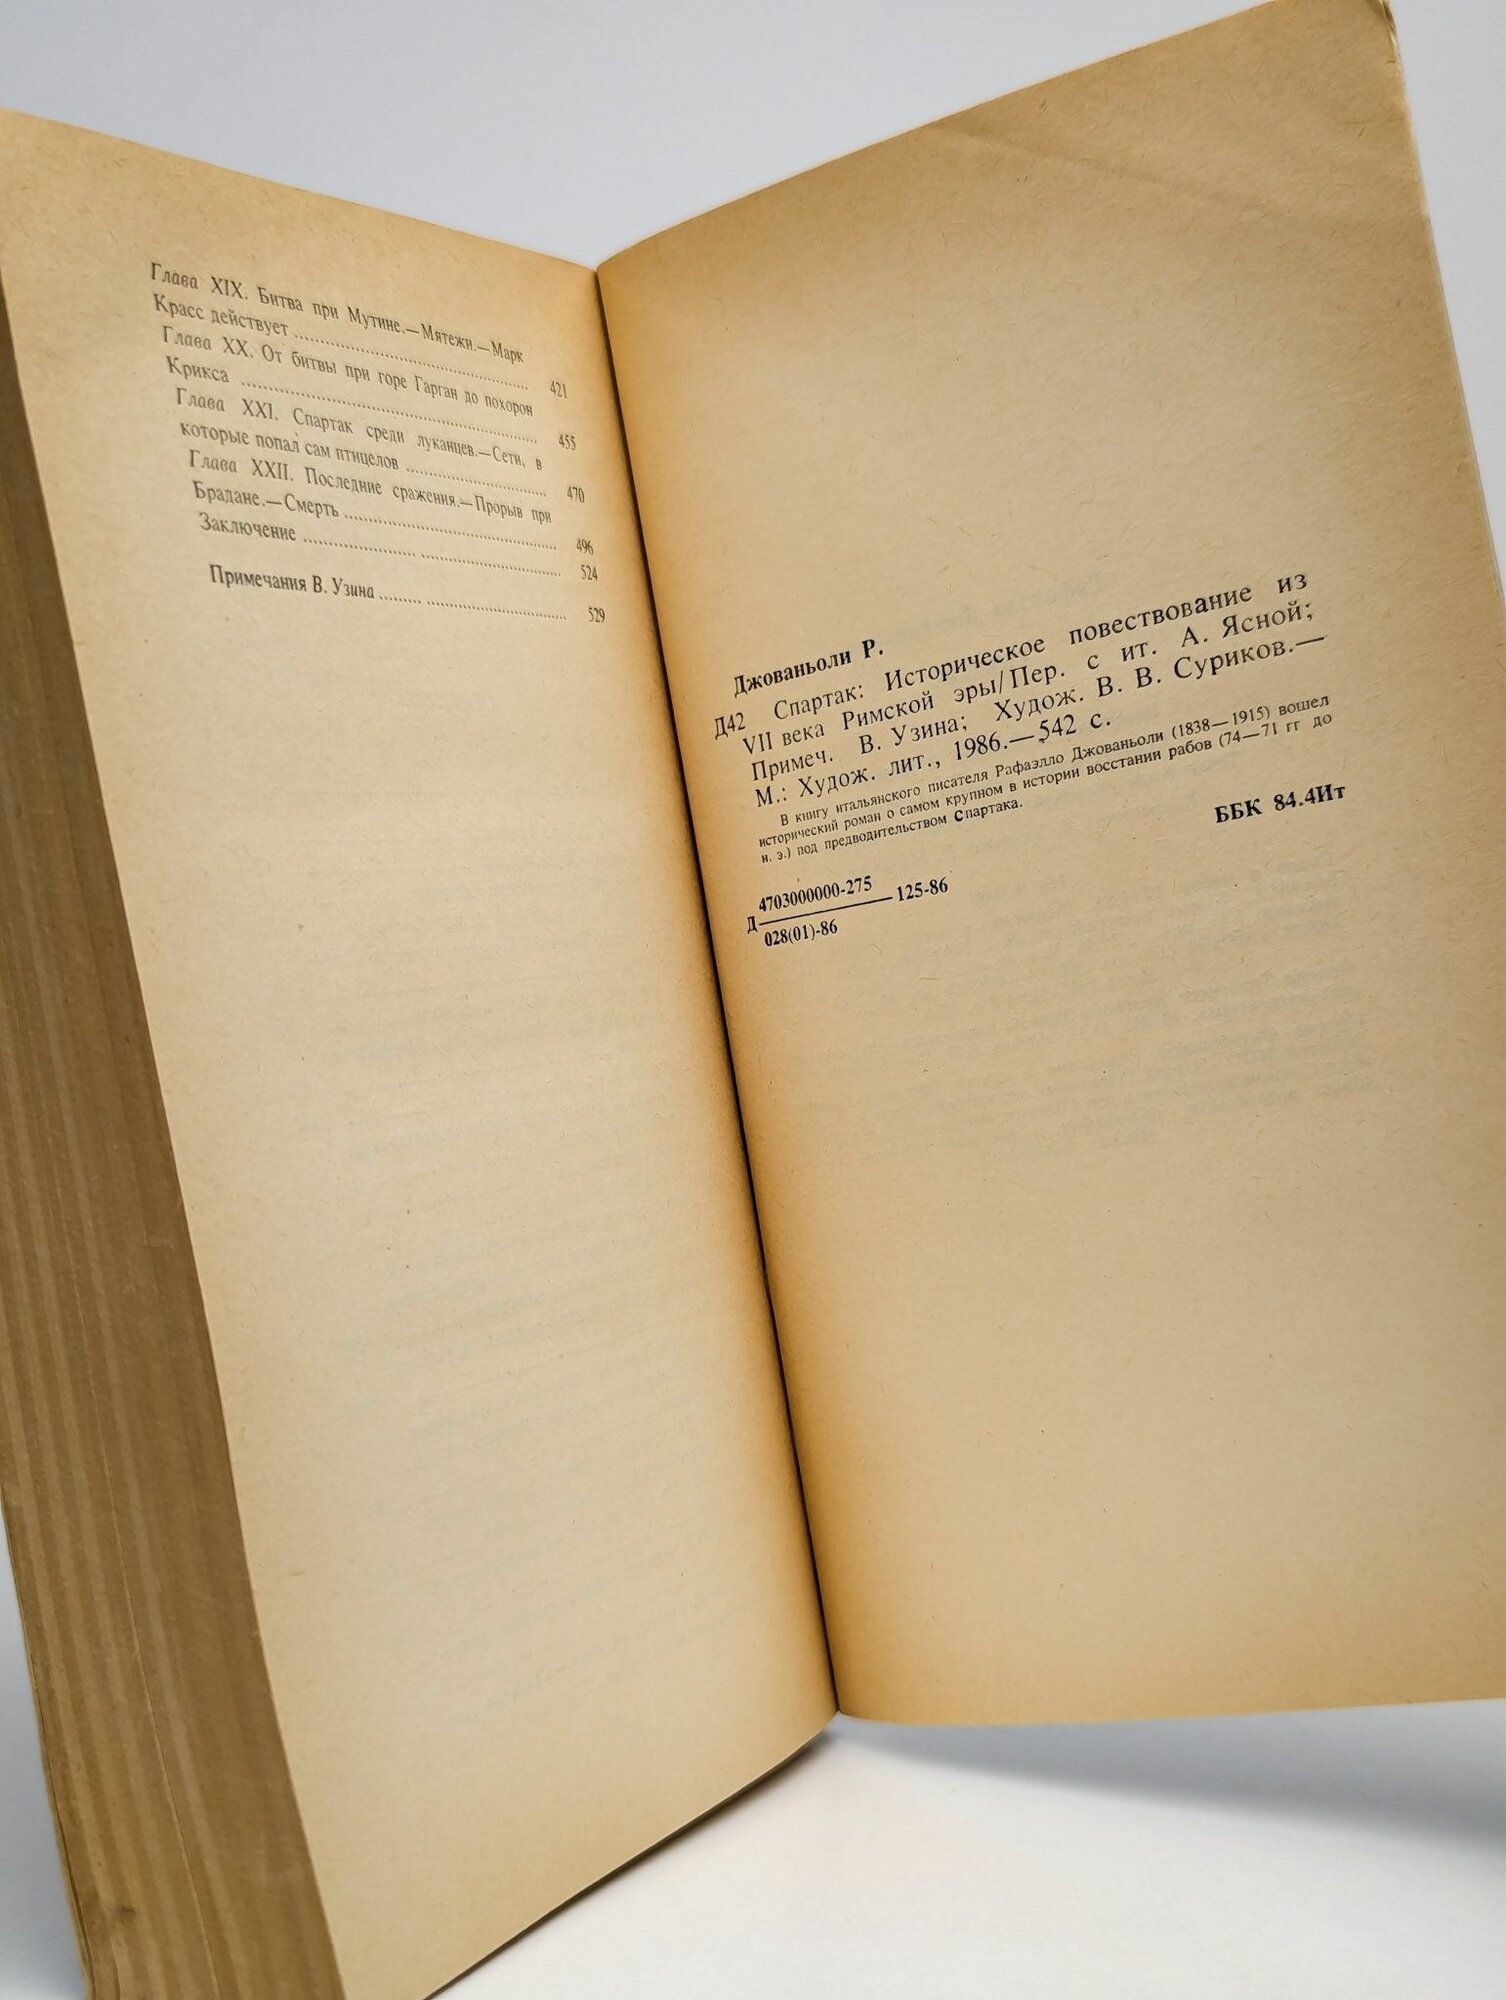 Глава XIX. Битва при Мутине.—Мятежи.—Марк
Красс действует .......... 421
Глава XX. От битвы при горе Гарган до похорон
Крикса .......... 455
Глава XXI. Спартак среди луканцев.—Сети, в
которые попал сам птицелов .......... 470
Глава XXII. Последние сражения.—Прорыв при
Брадане.—Смерть .......... 496
Заключение .......... 524
Примечания В. Узина .......... 529
Джованьоли Р.
Д42 Спартак: Историческое повествование из
VII века Римской эры/Пер. с ит. А. Ясной;
Примеч. В. Узина; Худож. В. В. Суриков.—
М.: Худож. лит., 1986.—542 с.
В книгу итальянского писателя Рафаэлло Джованьоли (1838—1915) вошел
исторический роман о самом крупном в истории восстании рабов (74—71 гг до
н. э.) под предводительством Спартака.
Д 4703000000-275 125-86
028(01)-86
ББК 84.4Ит